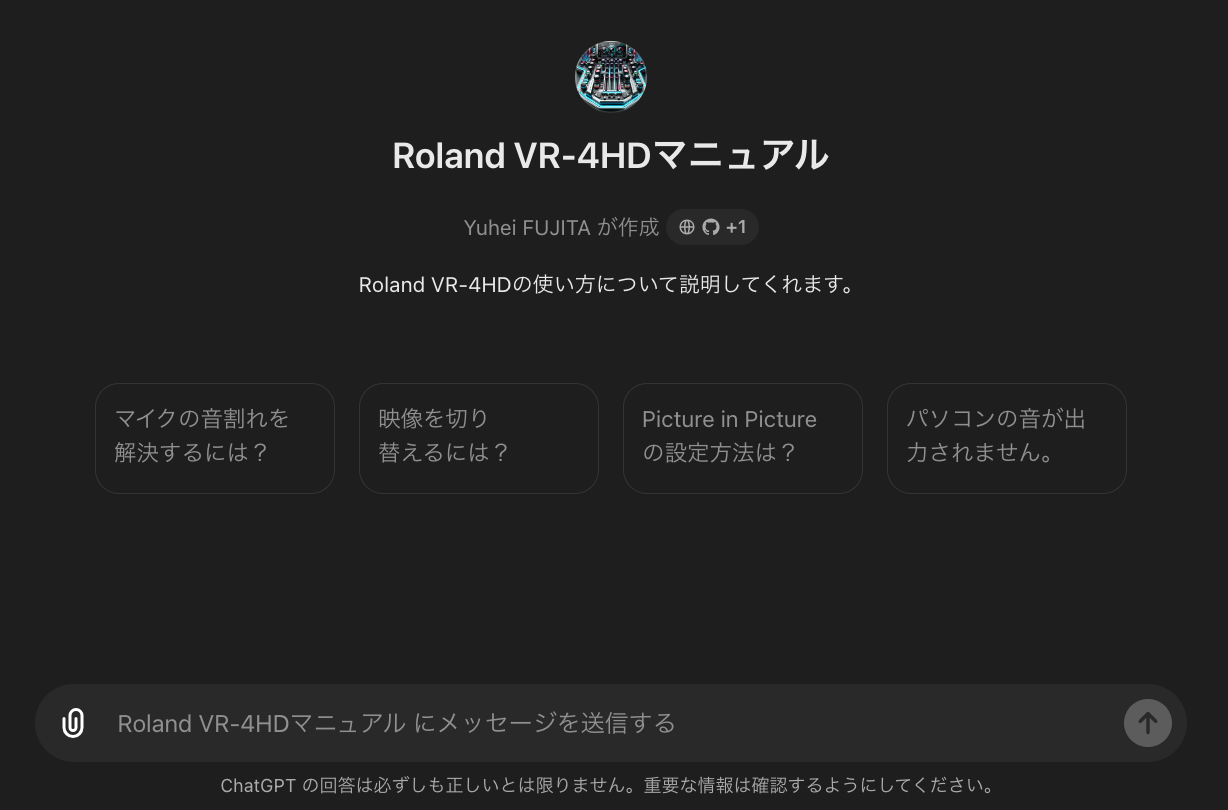 Roland VR-4HDマニュアル
Yuhei FUJITA が作成 +1
Roland VR-4HDの使い方について説明してくれます。
マイクの音割れを
解決するには？
映像を切り
替えるには？
Picture in Picture
の設定方法は？
パソコンの音が出
力されません。
Roland VR-4HDマニュアル にメッセージを送信する
ChatGPT の回答は必ずしも正しいとは限りません。重要な情報は確認するようにしてください。